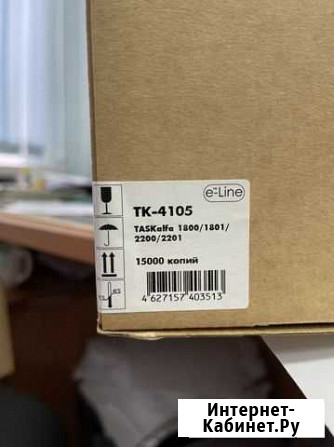 e-Line
TK-4105
TASKalfa 1800/1801/
2200/2201
15000 копий
4 627157 403513
Интернет-
Кабинет.Ру